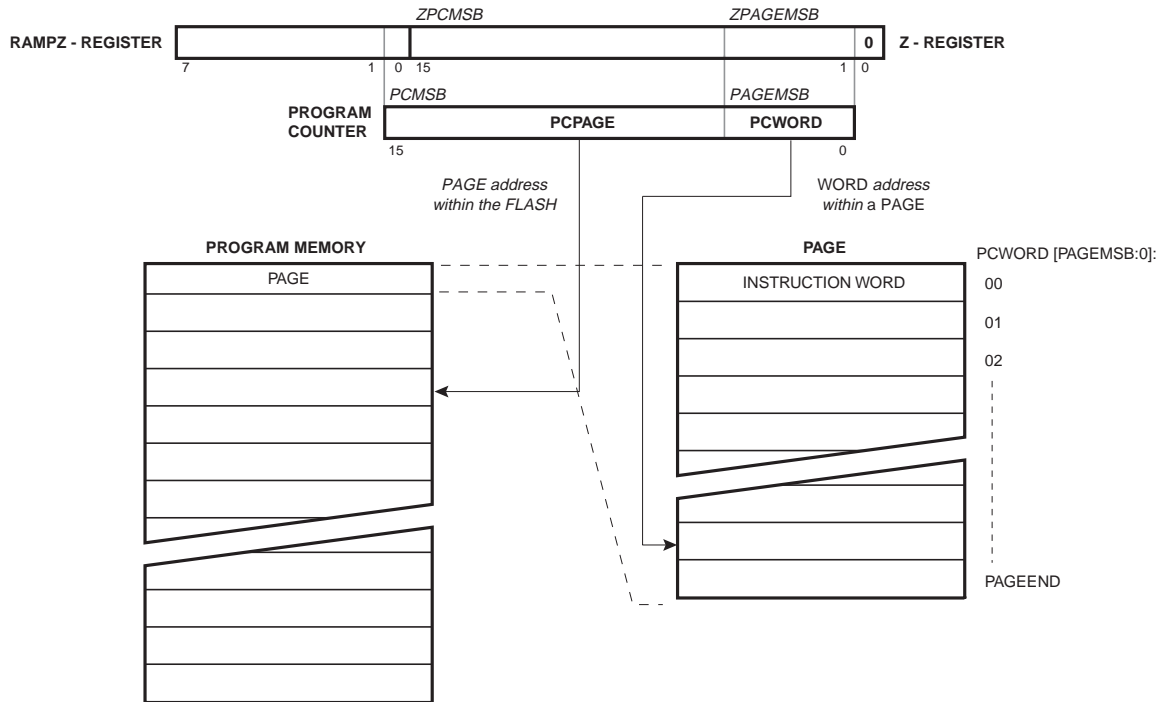 ZPCMSB ZPAGEMSB
RAMPZ - REGISTER 0 Z - REGISTER
7 1 0 15 1 0
PCMSB PAGEMSB
PROGRAM
COUNTER PCPAGE PCWORD
15 0
PAGE address
within the FLASH
WORD address
within a PAGE
PROGRAM MEMORY
PAGE
PAGE
INSTRUCTION WORD
PCWORD [PAGEMSB:0]:
00
01
02
PAGEEND